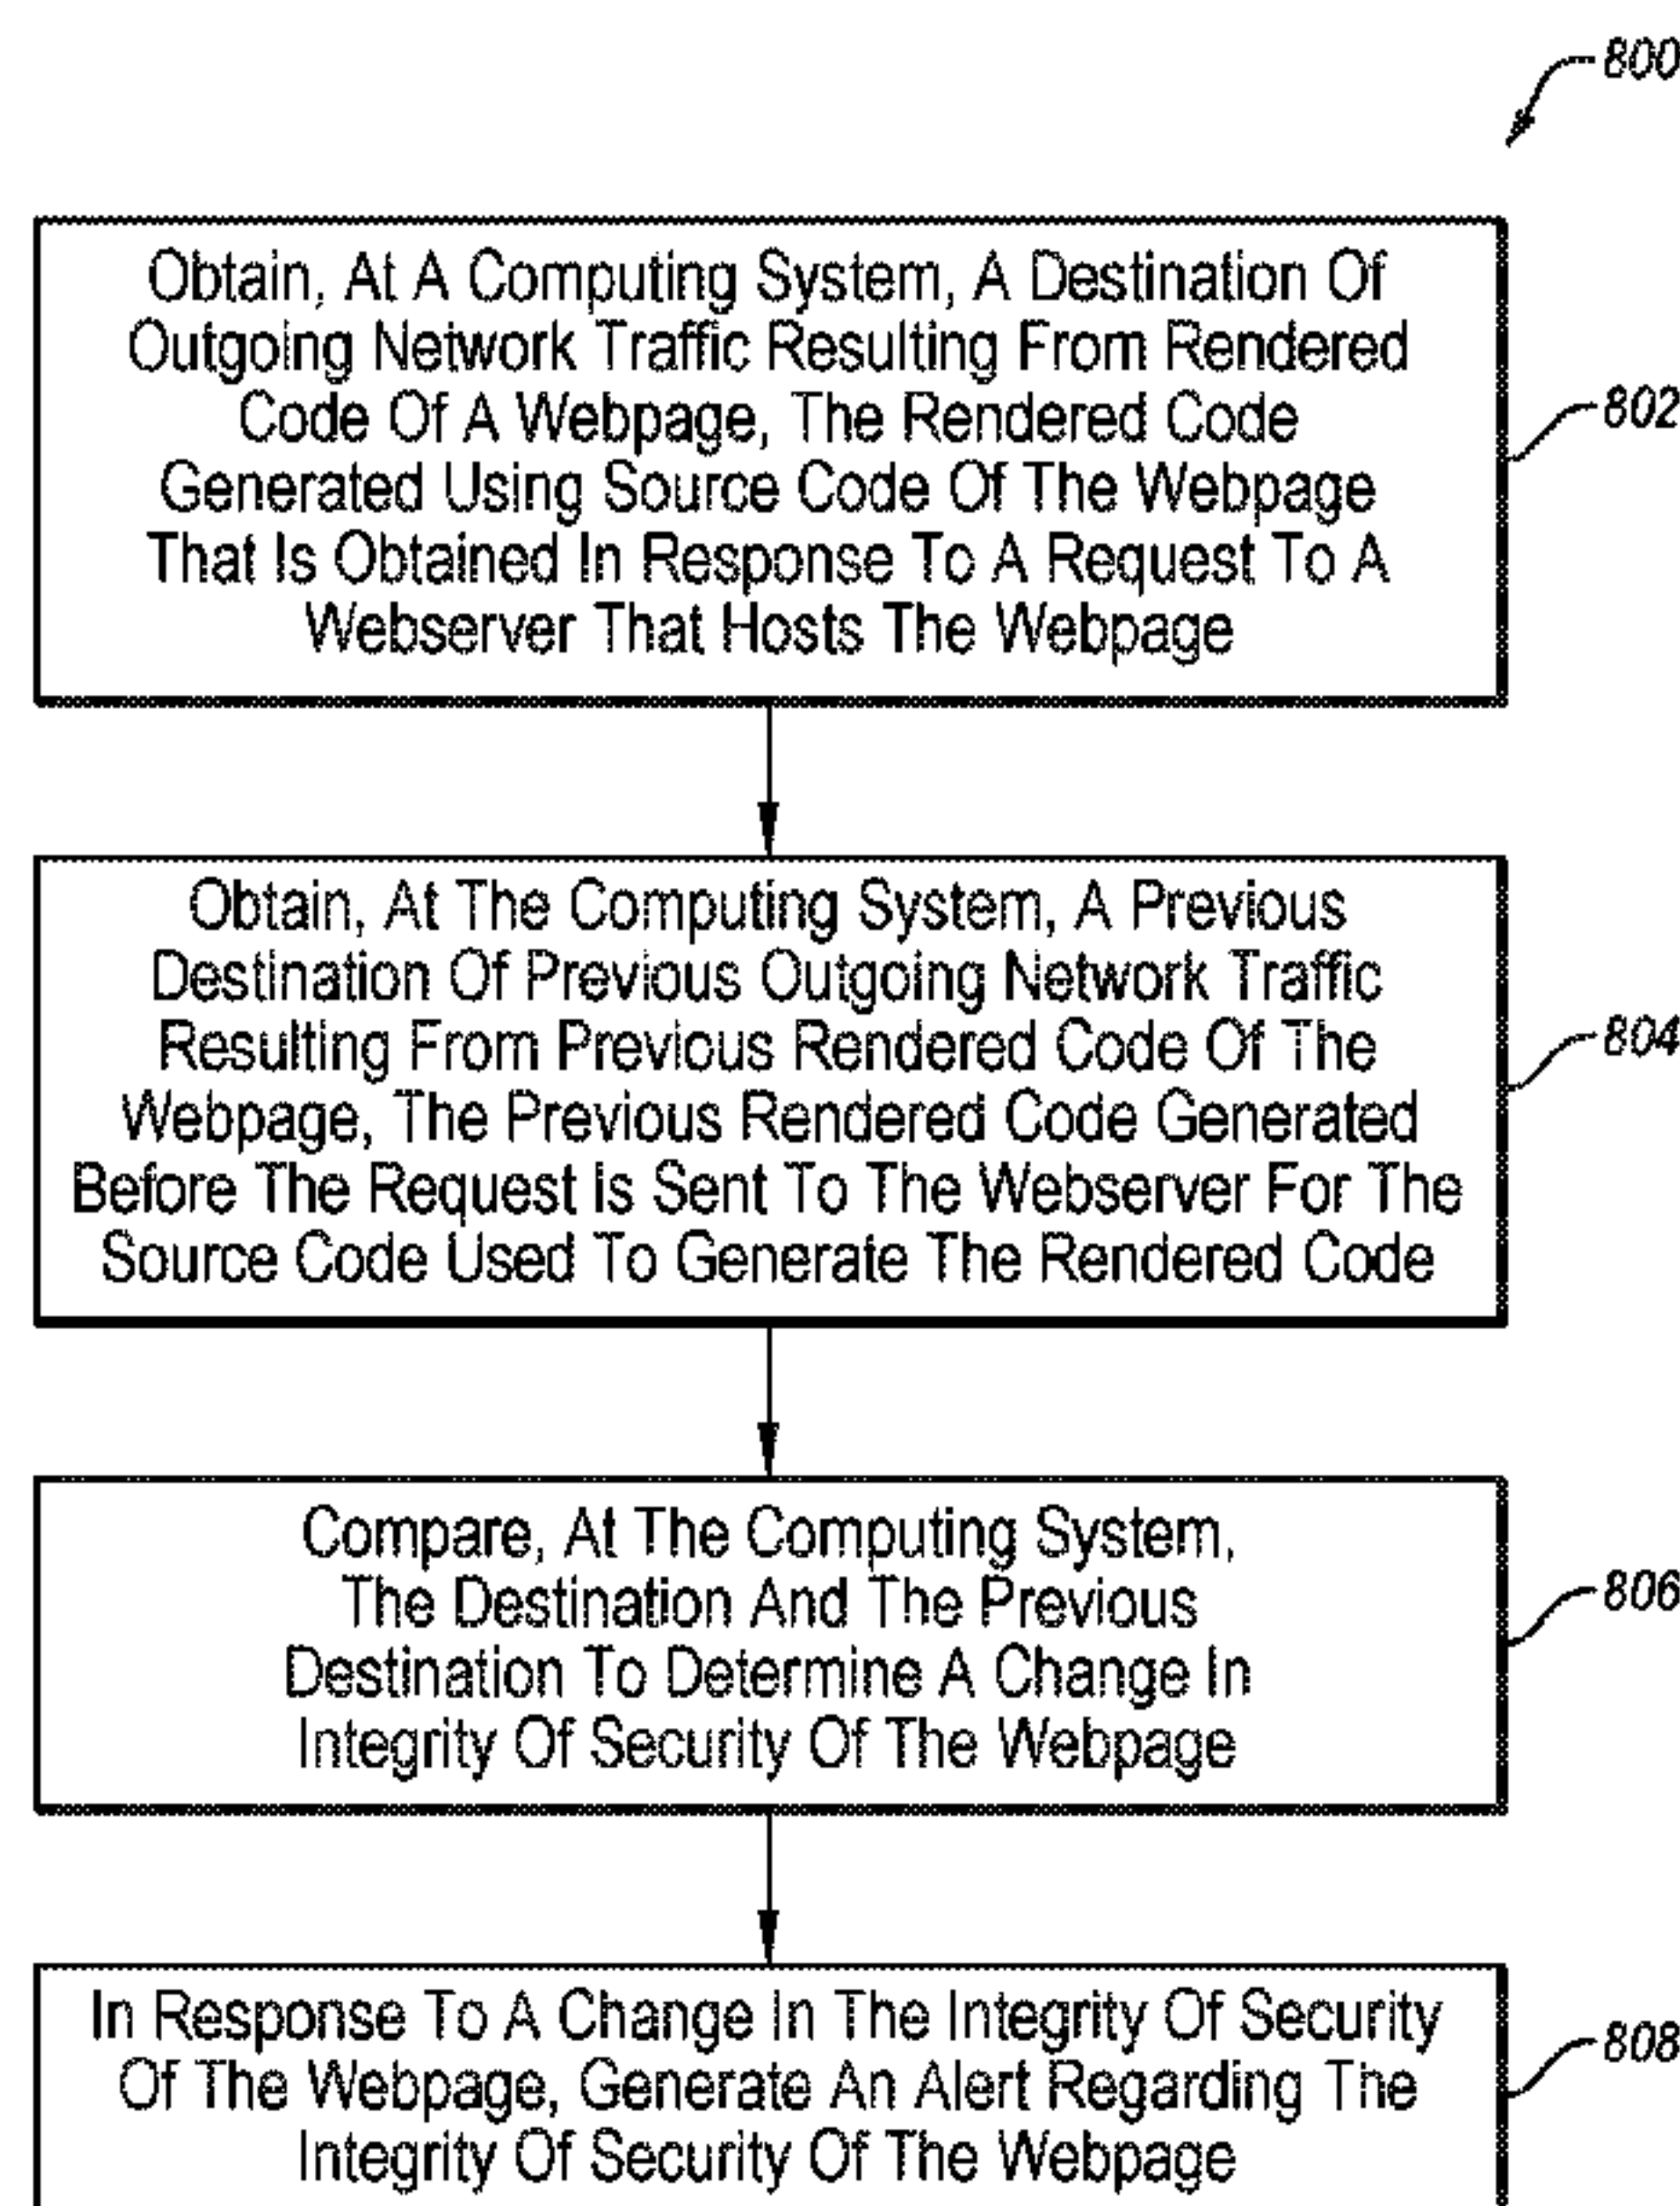 800
Obtain, At A Computing System, A Destination Of
Outgoing Network Traffic Resulting From Rendered
Code Of A Webpage, The Rendered Code
Generated Using Source Code Of The Webpage
That Is Obtained In Response To A Request To A
Webserver That Hosts The Webpage
802
Obtain, At The Computing System, A Previous
Destination Of Previous Outgoing Network Traffic
Resulting From Previous Rendered Code Of The
Webpage, The Previous Rendered Code Generated
Before The Request Is Sent To The Webserver For The
Source Code Used To Generate The Rendered Code
804
Compare, At The Computing System,
The Destination And The Previous
Destination To Determine A Change In
Integrity Of Security Of The Webpage
806
In Response To A Change In The Integrity Of Security
Of The Webpage, Generate An Alert Regarding The
Integrity Of Security Of The Webpage
808